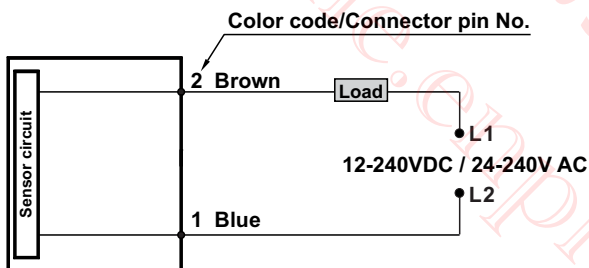 Color code/Connector pin No.
2 Brown
Load
L1
Sensor circuit
12-240VDC / 24-240V AC
L2
1 Blue